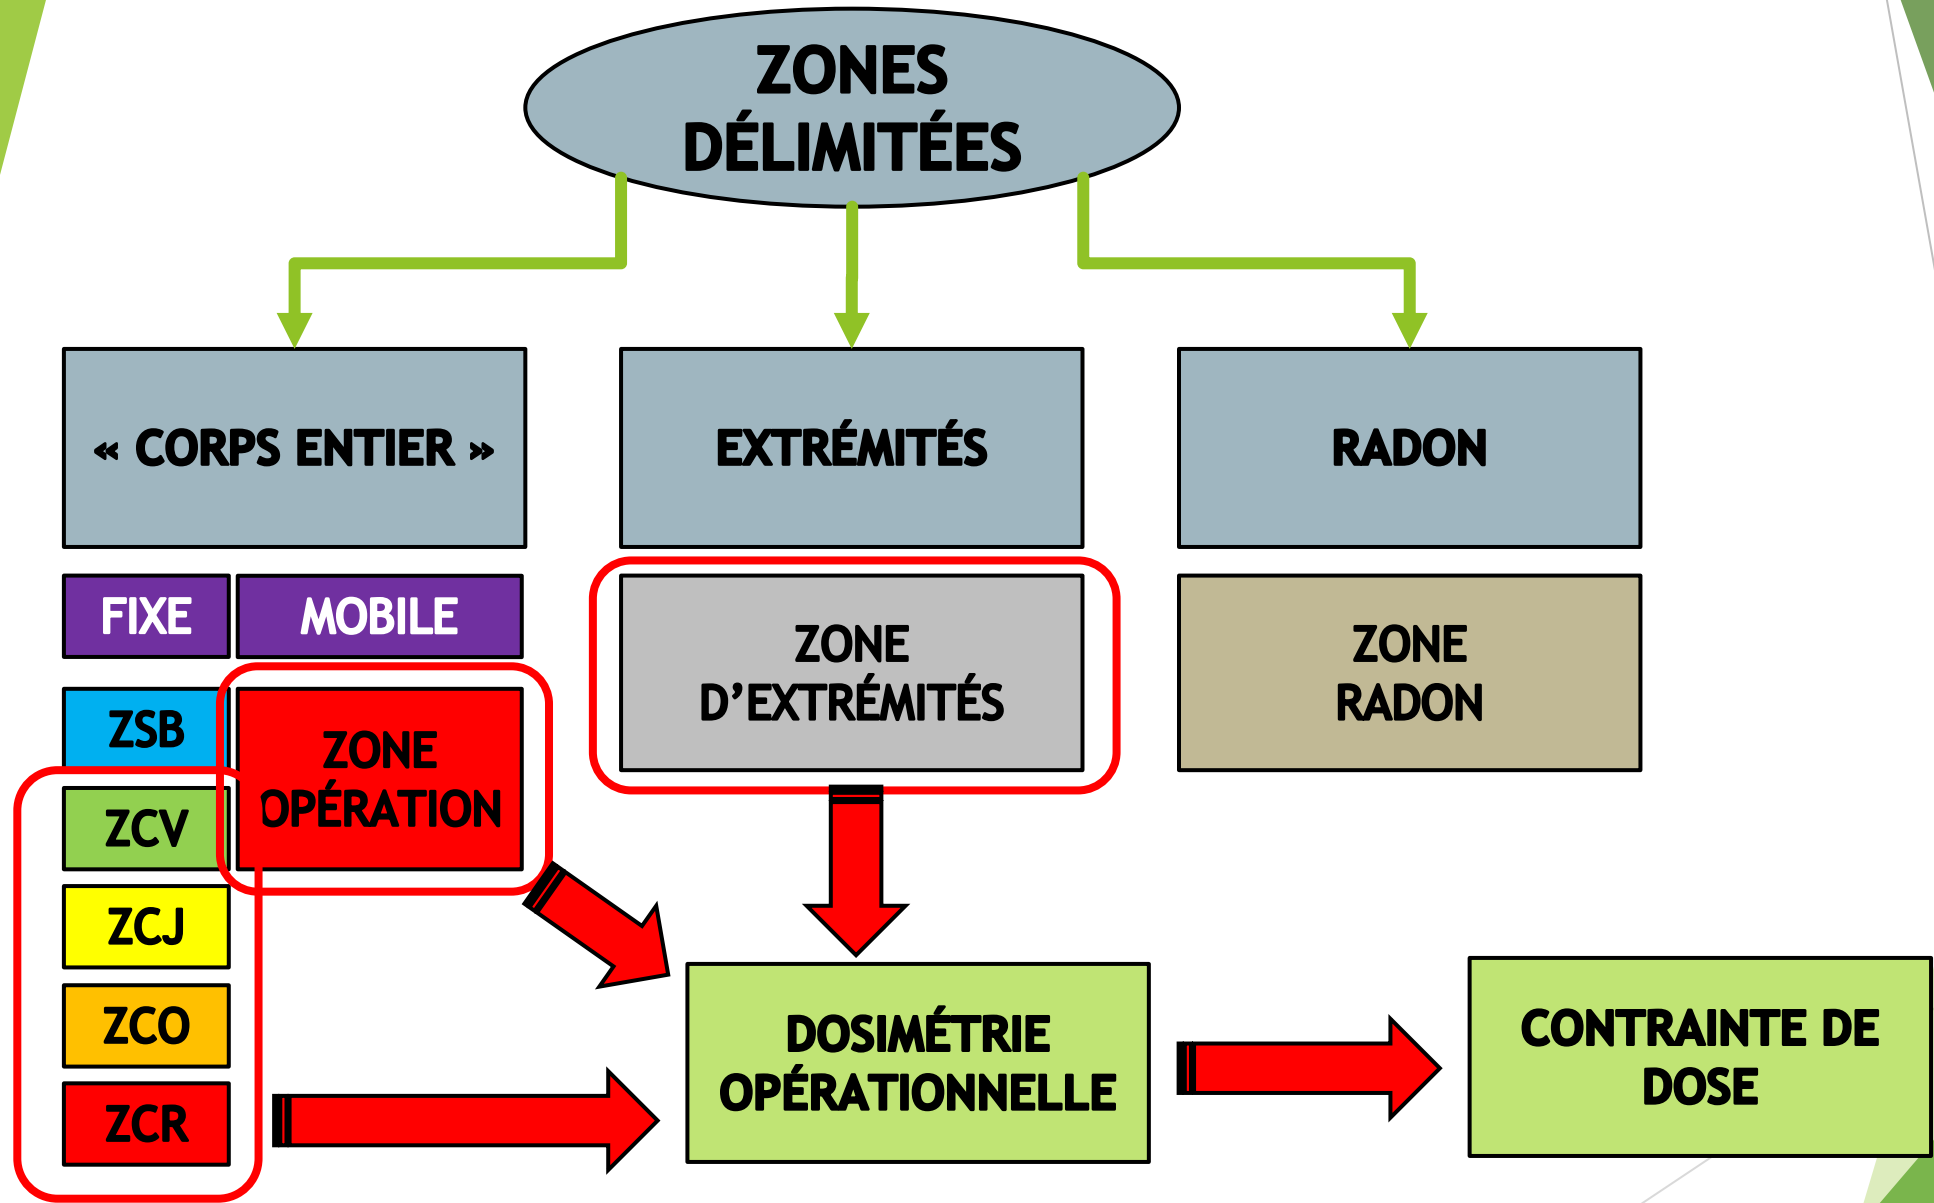 ZONES
DÉLIMITÉES
« CORPS ENTIER »
EXTRÉMITÉS
RADON
FIXE
MOBILE
ZONE
D’EXTRÉMITÉS
ZONE
RADON
ZSB
ZONE
OPÉRATION
ZCV
ZCJ
ZCO
ZCR
DOSIMÉTRIE
OPÉRATIONNELLE
CONTRAINTE DE
DOSE